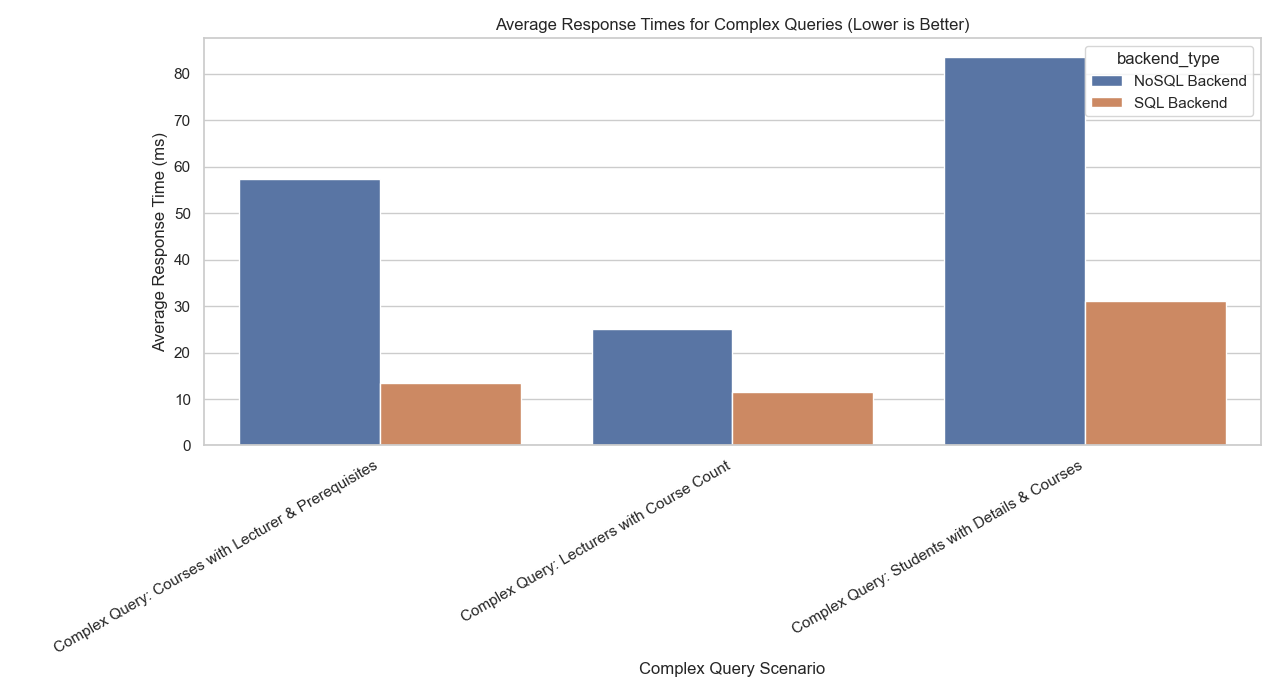 Average Response Times for Complex Queries (Lower is Better)
backend_type
NoSQL Backend
SQL Backend
Average Response Time (ms)
80
70
60
50
40
30
20
10
0
Complex Query: Courses with Lecturer & Prerequisites
Complex Query: Lecturers with Course Count
Complex Query: Students with Details & Courses
Complex Query Scenario